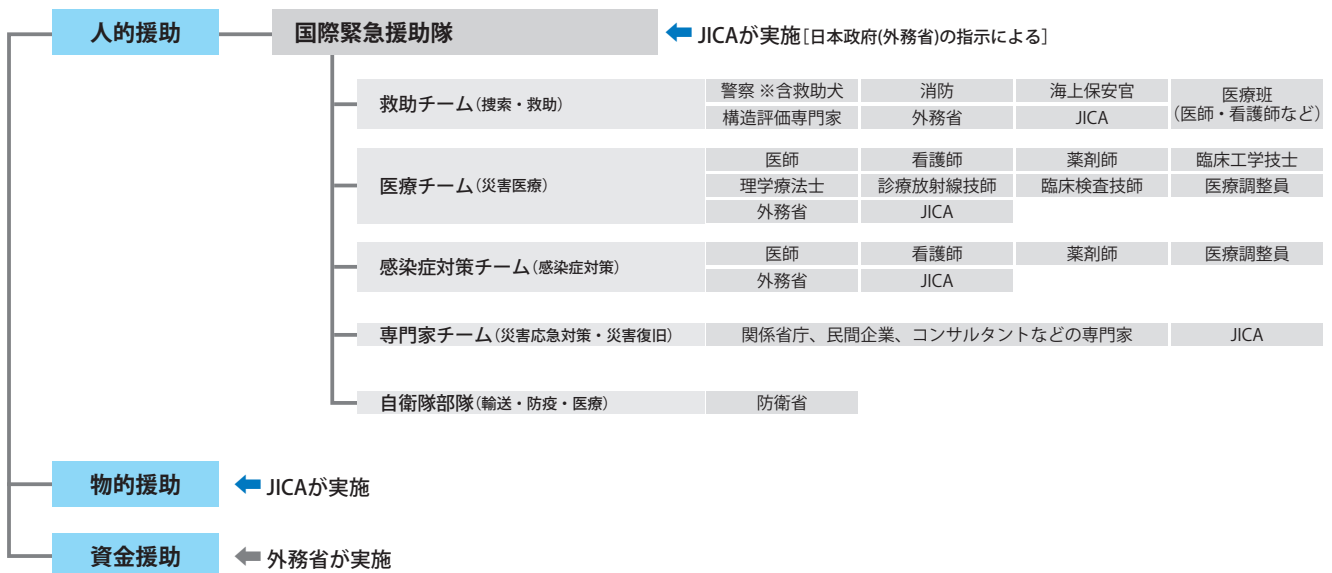 人的援助
国際緊急援助隊
JICAが実施[日本政府(外務省)の指示による]
救助チーム(捜索・救助)
警察 ※含救助犬
消防
海上保安官
医療班
(医師・看護師など)
構造評価専門家
外務省
JICA
医療チーム(災害医療)
医師
看護師
薬剤師
臨床工学技士
理学療法士
診療放射線技師
臨床検査技師
医療調整員
外務省
JICA
感染症対策チーム(感染症対策)
医師
看護師
薬剤師
医療調整員
外務省
JICA
専門家チーム(災害応急対策・災害復旧)
関係省庁、民間企業、コンサルタントなどの専門家
JICA
自衛隊部隊(輸送・防疫・医療)
防衛省
物的援助
JICAが実施
資金援助
外務省が実施